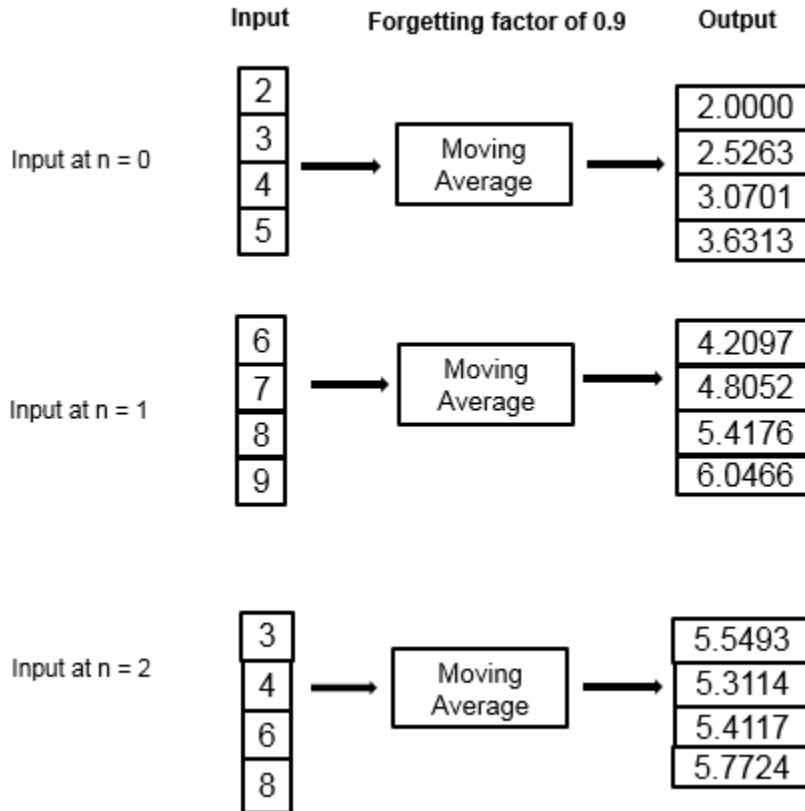 Input Forgetting factor of 0.9 Output
Input at n = 0
2
3
4
5
Moving
Average
2.0000
2.5263
3.0701
3.6313
Input at n = 1
6
7
8
9
Moving
Average
4.2097
4.8052
5.4176
6.0466
Input at n = 2
3
4
6
8
Moving
Average
5.5493
5.3114
5.4117
5.7724